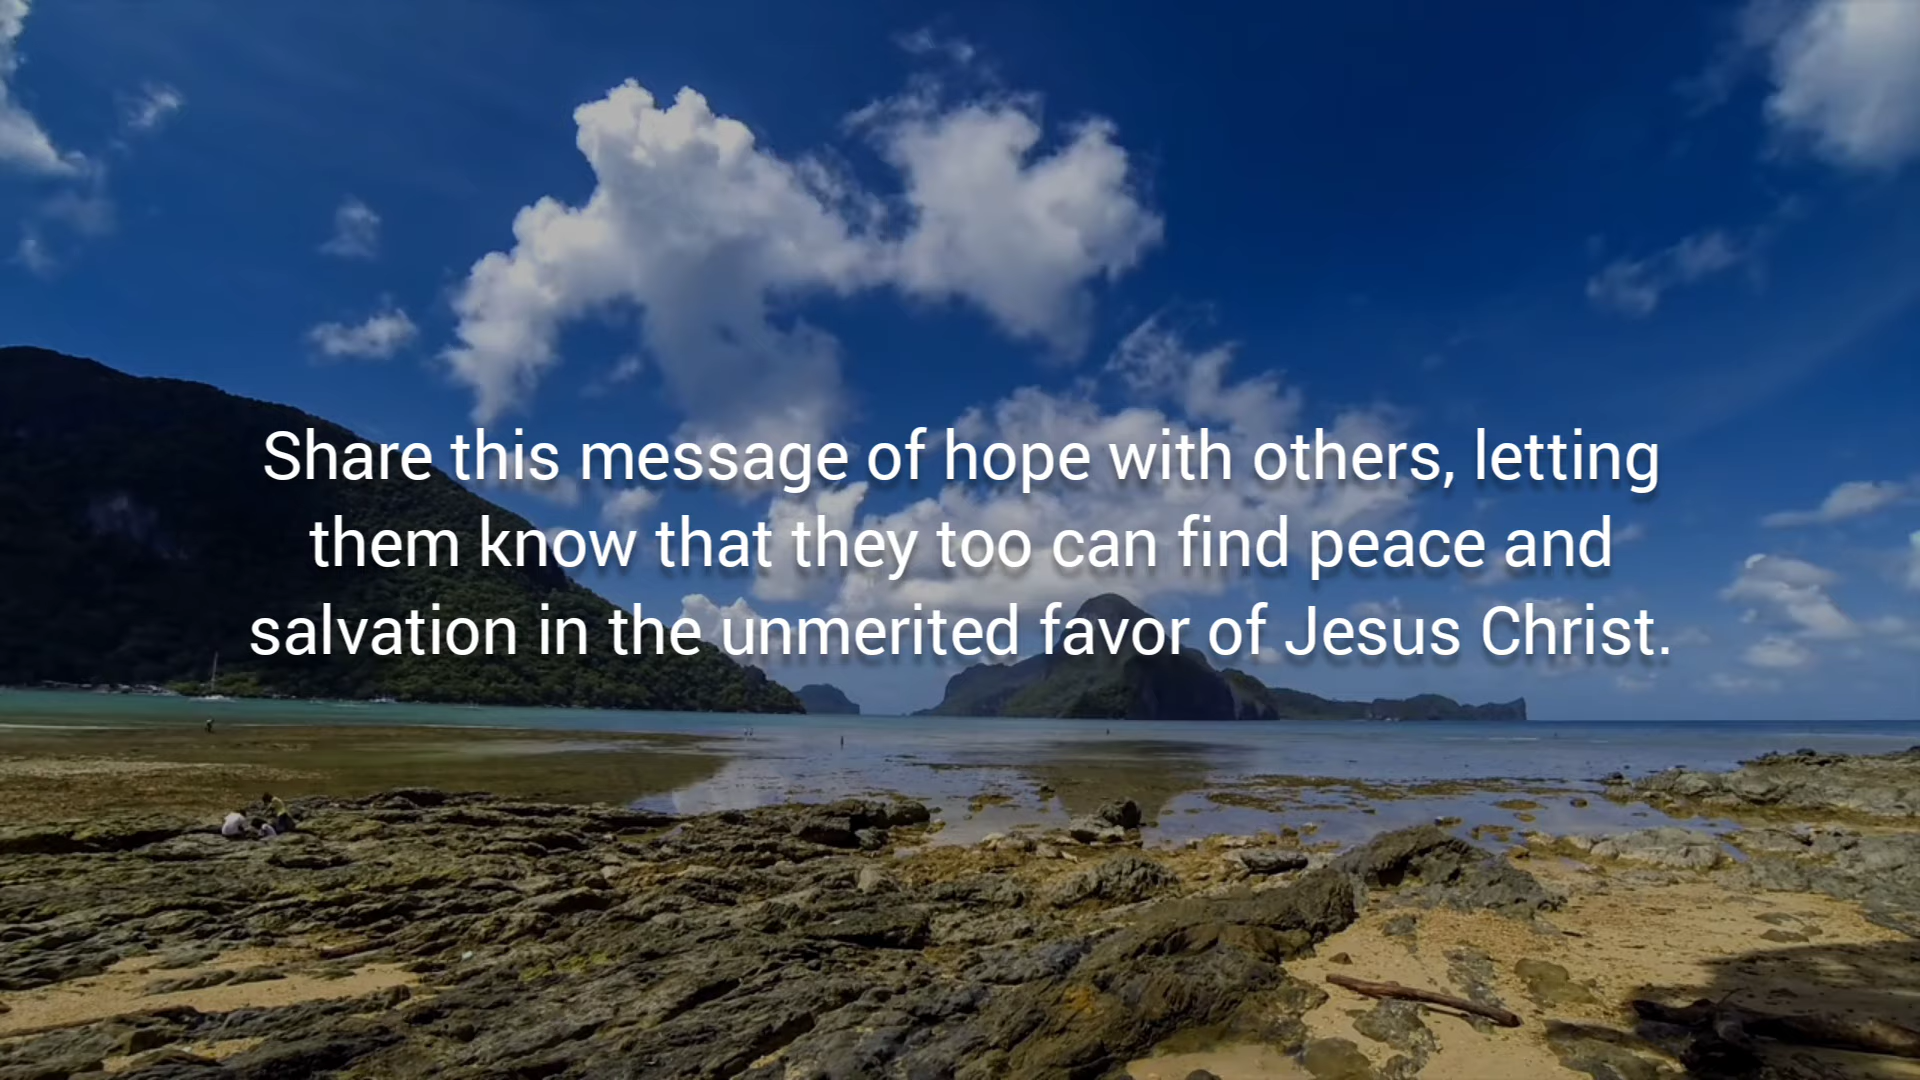 Share this message of hope with others, letting
them know that they too can find peace and
salvation in the unmerited favor of Jesus Christ.